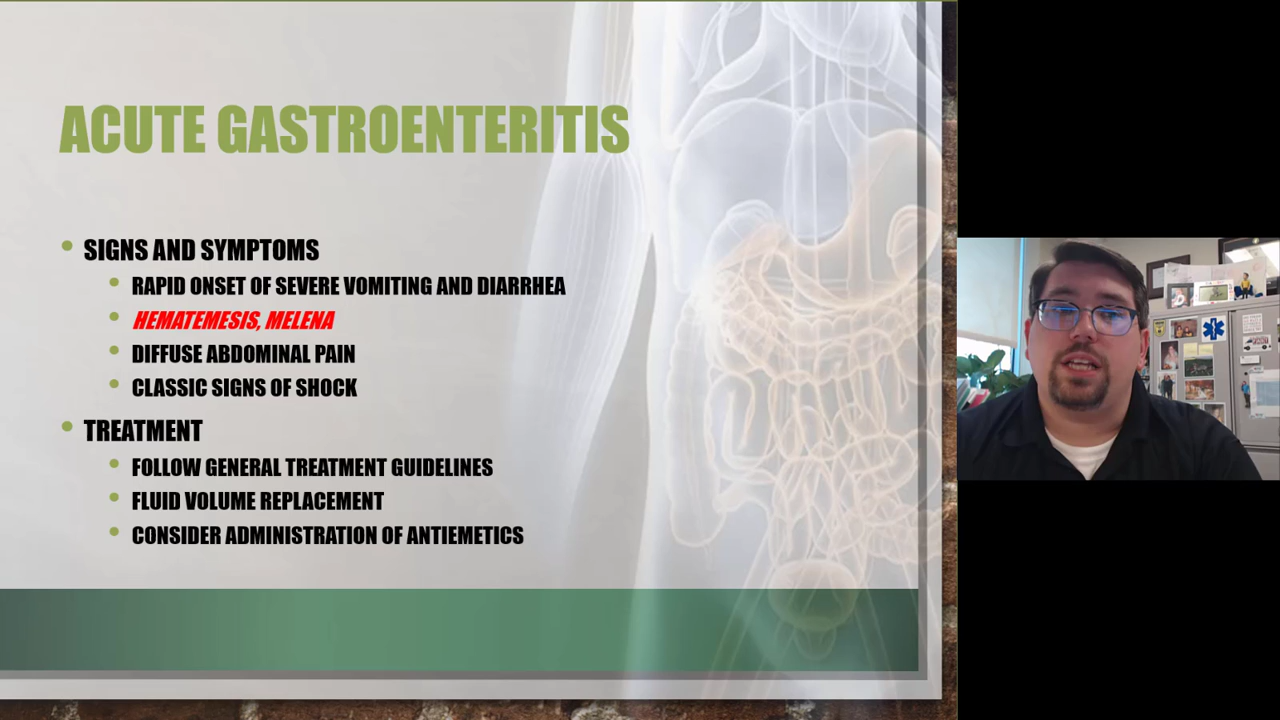 ACUTE GASTROENTERITIS
SIGNS AND SYMPTOMS
RAPID ONSET OF SEVERE VOMITING AND DIARRHEA
HEMATEMESIS, MELENA
DIFFUSE ABDOMINAL PAIN
CLASSIC SIGNS OF SHOCK
TREATMENT
FOLLOW GENERAL TREATMENT GUIDELINES
FLUID VOLUME REPLACEMENT
CONSIDER ADMINISTRATION OF ANTIEMETICS